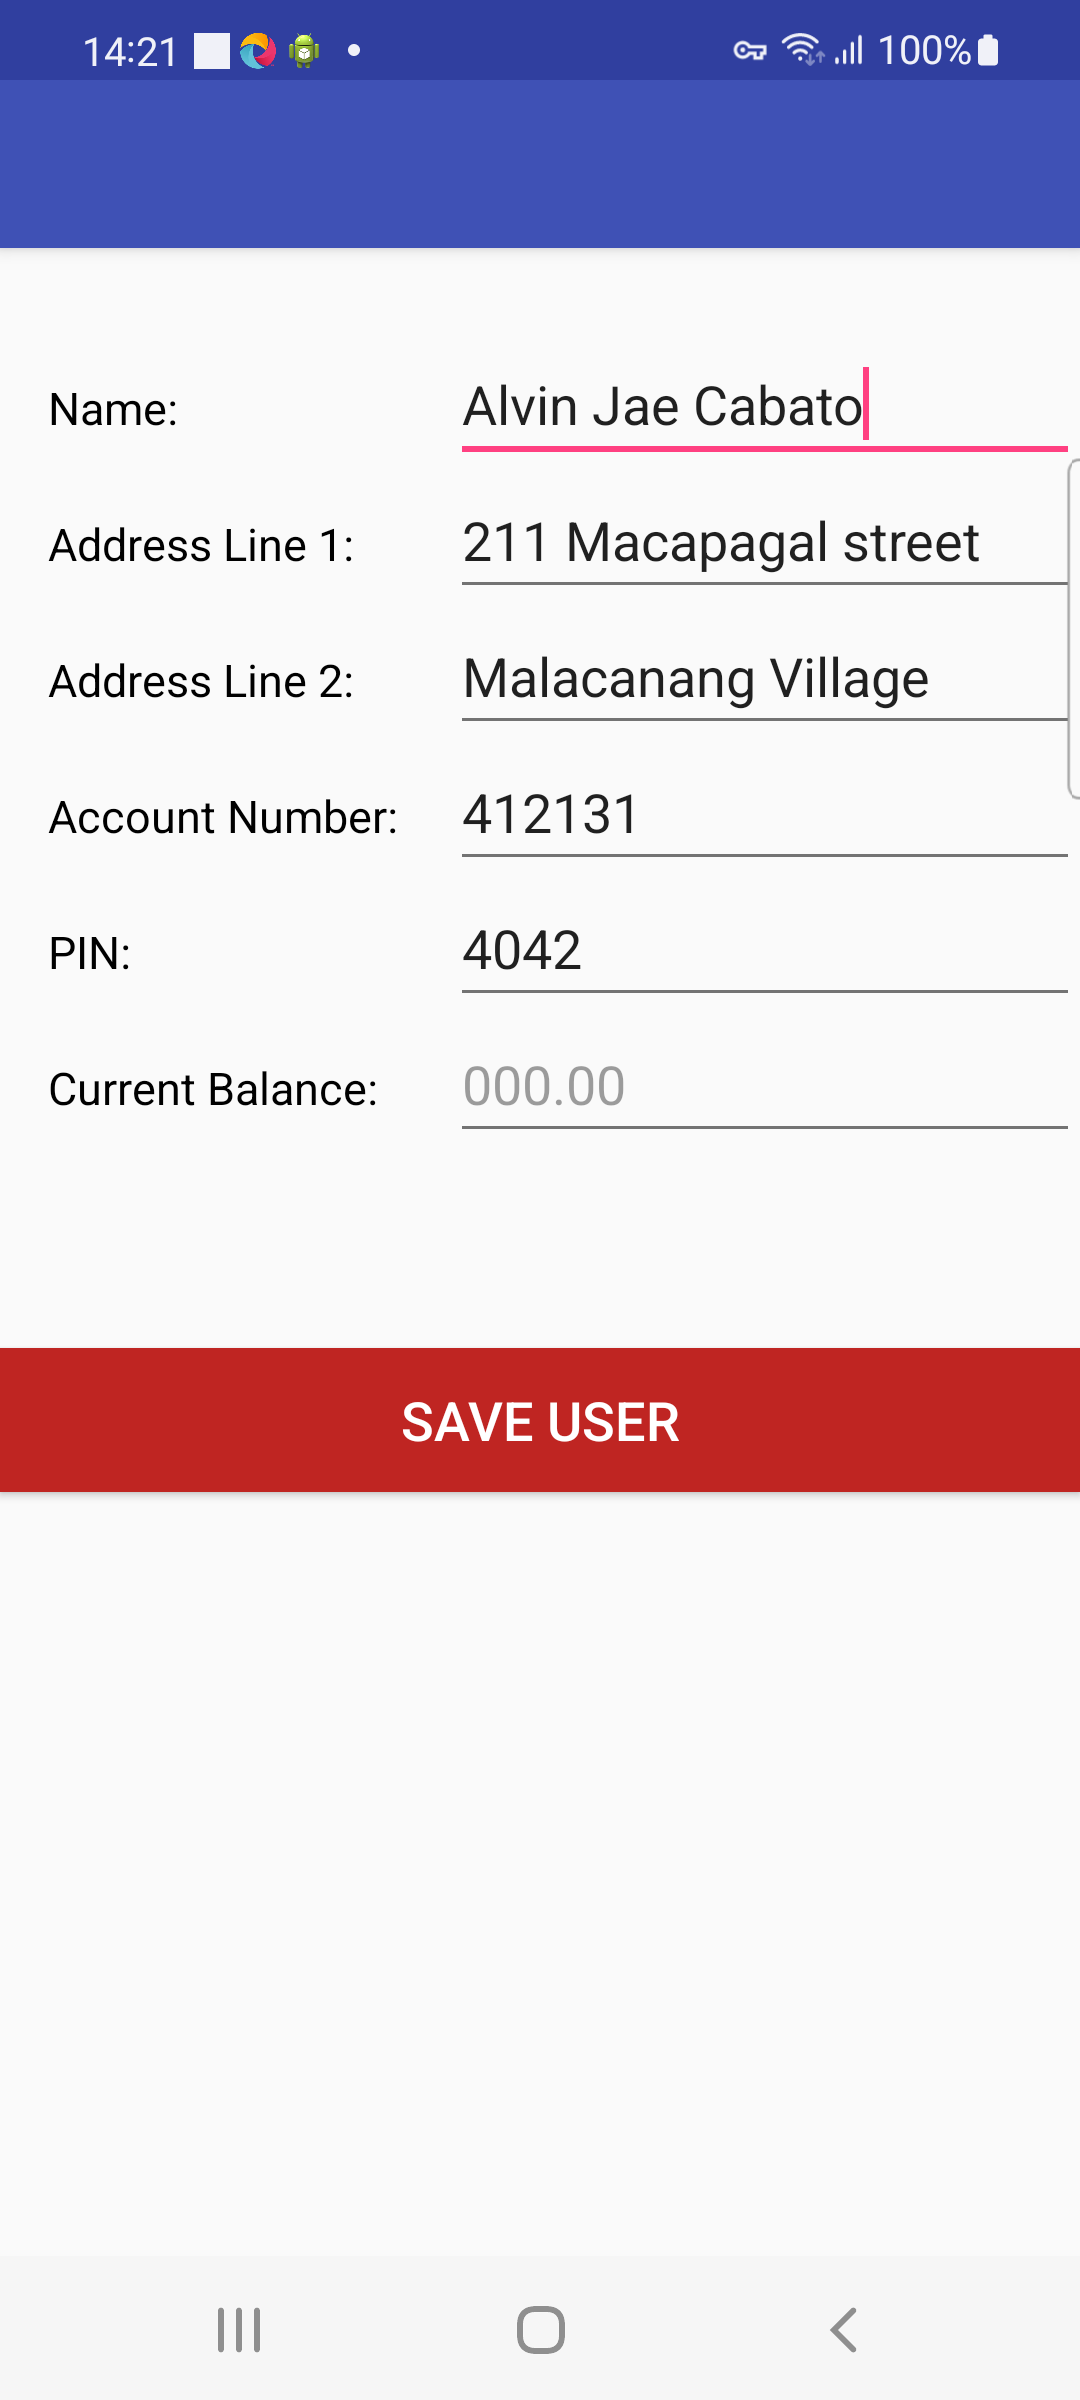 14:21 100%
Name: Alvin Jae Cabato
Address Line 1: 211 Macapagal street
Address Line 2: Malacanang Village
Account Number: 412131
PIN: 4042
Current Balance: 000.00
SAVE USER